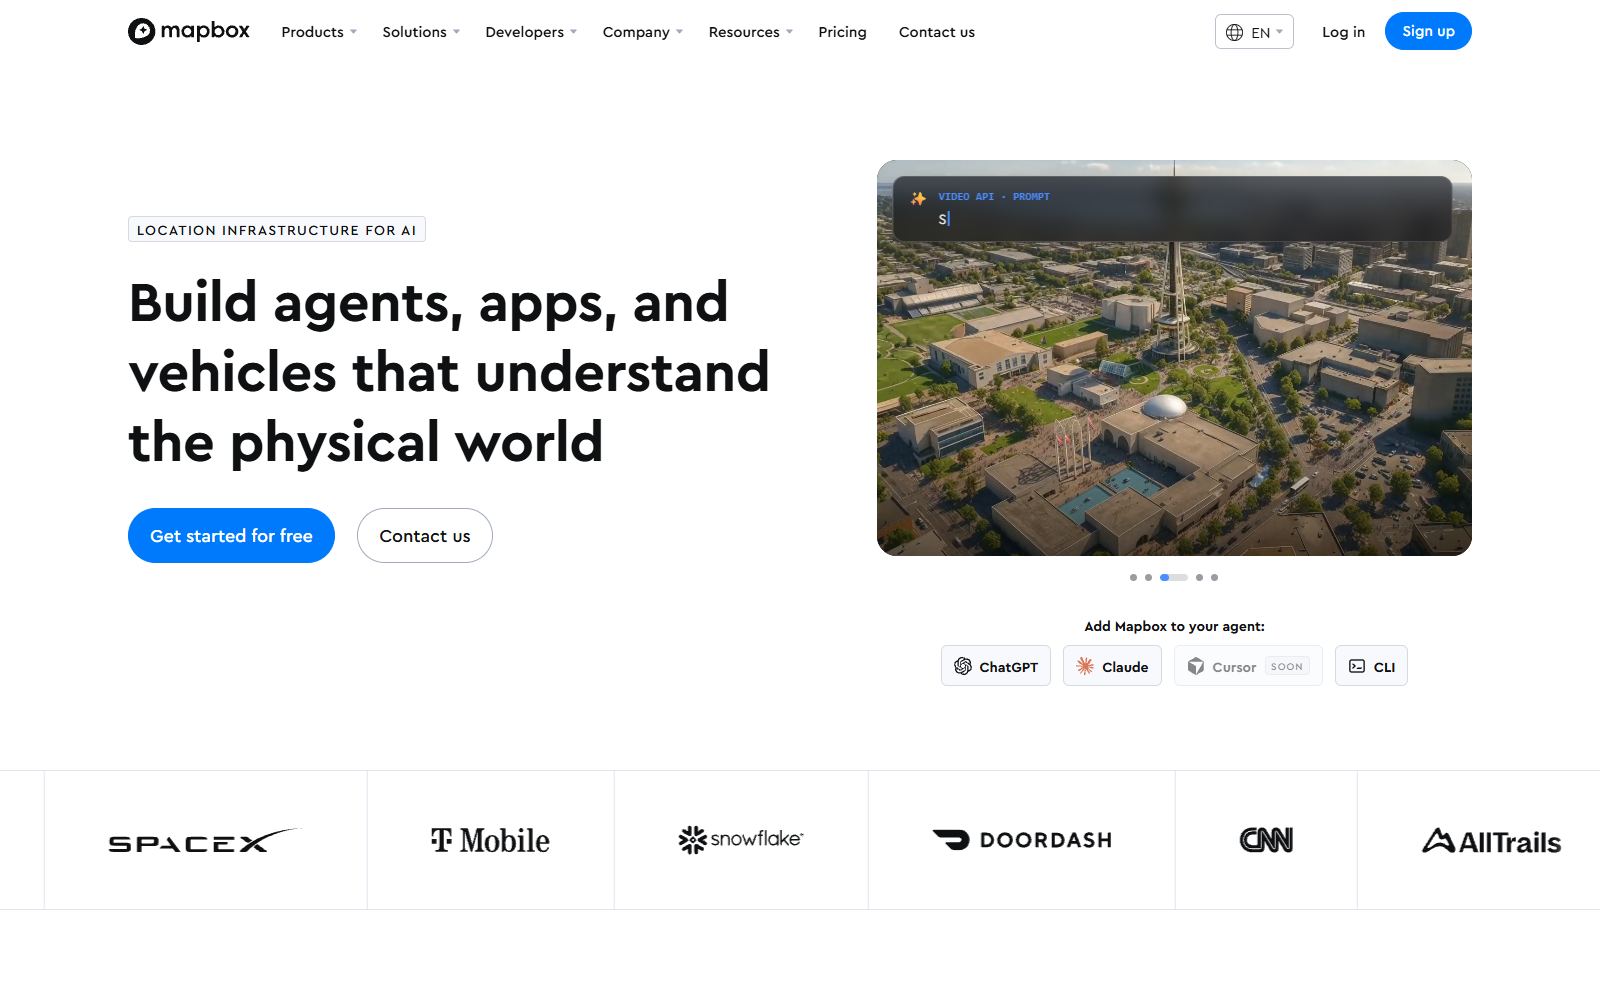 mapbox Products Solutions Developers Company Resources Pricing Contact us EN Log in Sign up
LOCATION INFRASTRUCTURE FOR AI
Build agents, apps, and
vehicles that understand
the physical world
Get started for free Contact us
VIDEO API · PROMPT
S
Add Mapbox to your agent:
ChatGPT Claude Cursor SOON CLI
SPACEX T Mobile snowflake DOORDASH CNN AllTrails